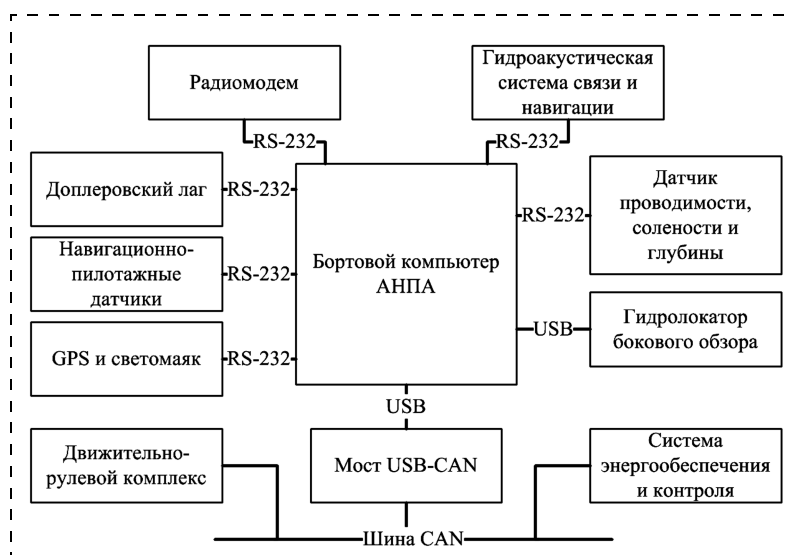 Радиомодем
Гидроакустическая
система связи и
навигации
RS-232
RS-232
Доплеровский лаг
RS-232
Навигационно-
пилотажные
датчики
RS-232
GPS и светомаяк
RS-232
Бортовой компьютер
АНПА
RS-232
Датчик
проводимости,
солености и
глубины
USB
Гидролокатор
бокового обзора
USB
Движительно-
рулевой комплекс
Мост USB-CAN
Система
энергообеспечения
и контроля
Шина CAN